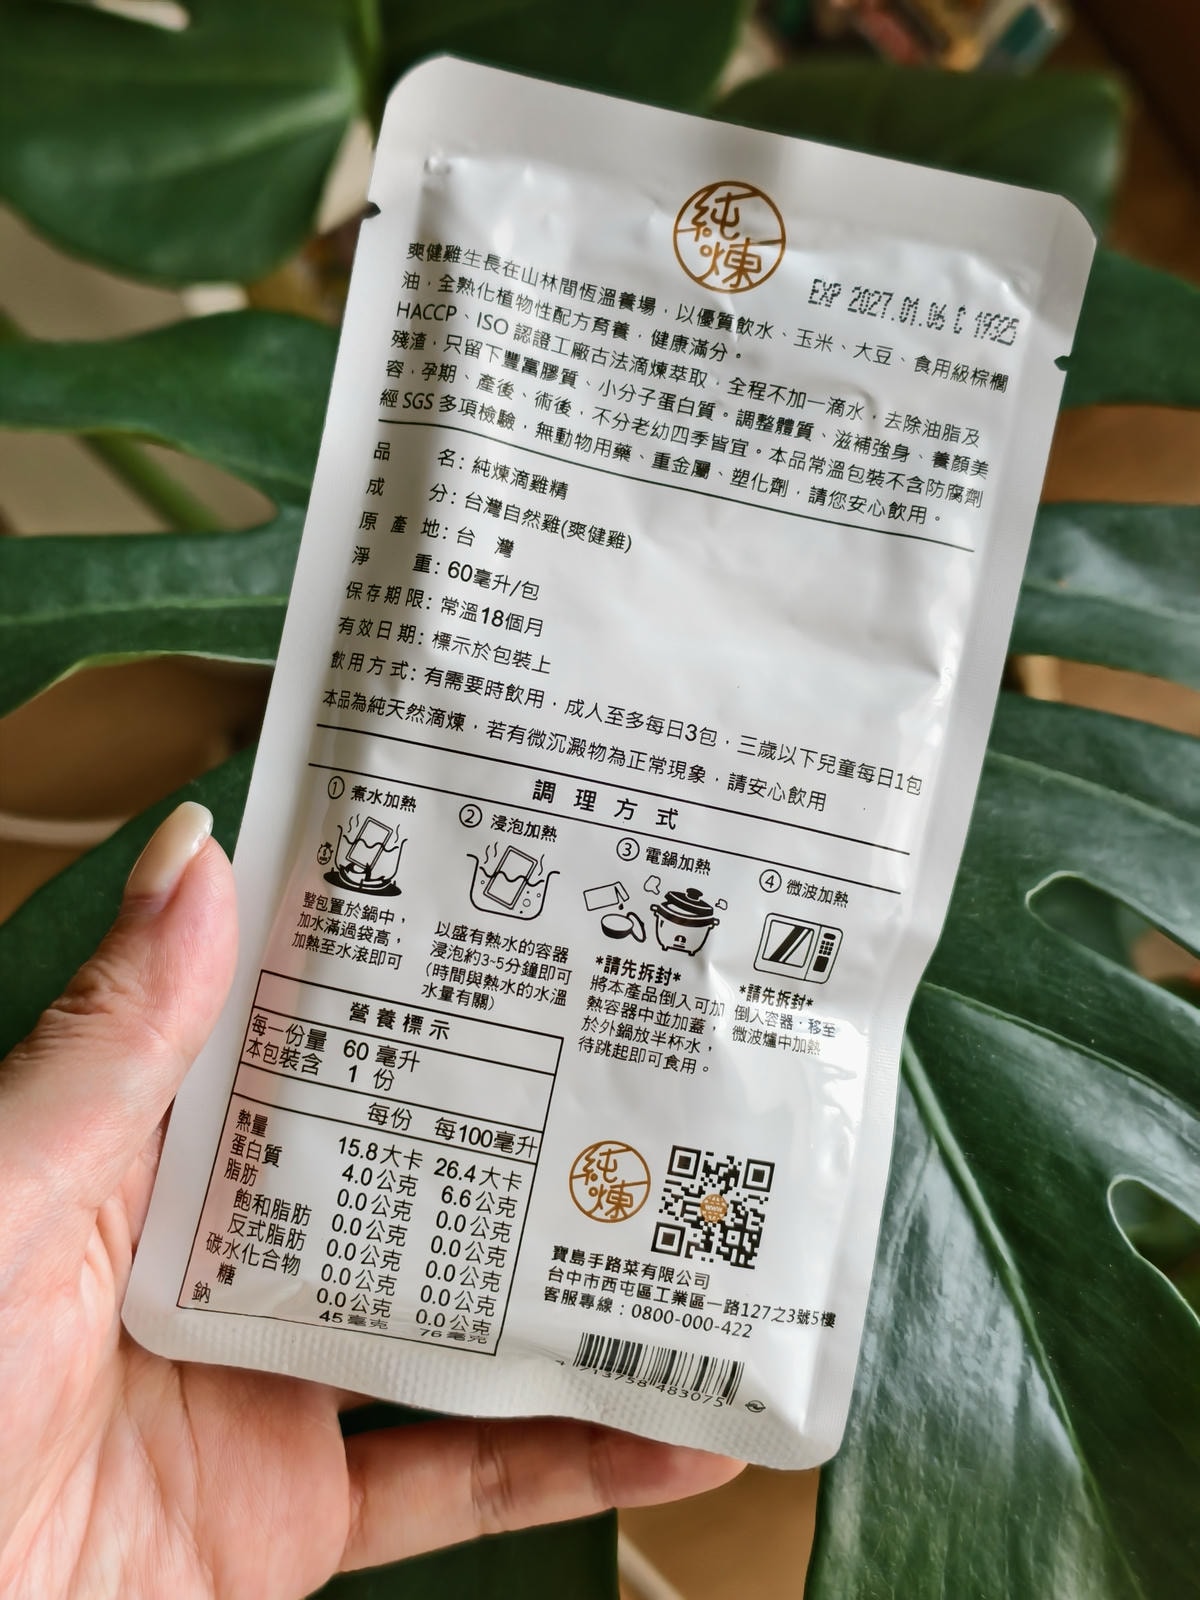 純煉
EXP 2027.01.06 C 19325
爽健雞生長在山林間恆溫養場，以優質飲水、玉米、大豆、食用級棕櫚
油，全熟化植物性配方育養，健康滿分。
HACCP、ISO 認證工廠古法滴煉萃取，全程不加一滴水，去除油脂及
殘渣，只留下豐富膠質、小分子蛋白質。調整體質、滋補強身、養顏美
容，孕期、產後、術後，不分老幼四季皆宜。本品常溫包裝不含防腐劑
經 SGS 多項檢驗，無動物用藥、重金屬、塑化劑，請您安心飲用。
品名：純煉滴雞精
成分：台灣自然雞(爽健雞)
原產地：台 灣
淨重：60毫升/包
保存期限：常溫18個月
有效日期：標示於包裝上
飲用方式：有需要時飲用，成人至多每日3包，三歲以下兒童每日1包
本品為純天然滴煉，若有微沉澱物為正常現象，請安心飲用
調理方式
① 煮水加熱
整包置於鍋中，
加水滿過袋高，
加熱至水滾即可
② 浸泡加熱
以盛有熱水的容器
浸泡約3~5分鐘即可
(時間與熱水的水溫
水量有關)
③ 電鍋加熱
*請先拆封*
將本產品倒入可加
熱容器中並加蓋，
於外鍋放半杯水，
待跳起即可食用。
④ 微波加熱
*請先拆封*
倒入容器，移至
微波爐中加熱
營養標示
每一份量 60 毫升
本包裝含 1 份
每份 每100毫升
熱量 15.8大卡 26.4大卡
蛋白質 4.0公克 6.6公克
脂肪 0.0公克 0.0公克
飽和脂肪 0.0公克 0.0公克
反式脂肪 0.0公克 0.0公克
碳水化合物 0.0公克 0.0公克
糖 0.0公克 0.0公克
鈉 45毫克 76毫克
純煉
寶島手路菜有限公司
台中市西屯區工業區一路127之3號5樓
客服專線：0800-000-422
4 713758 483075